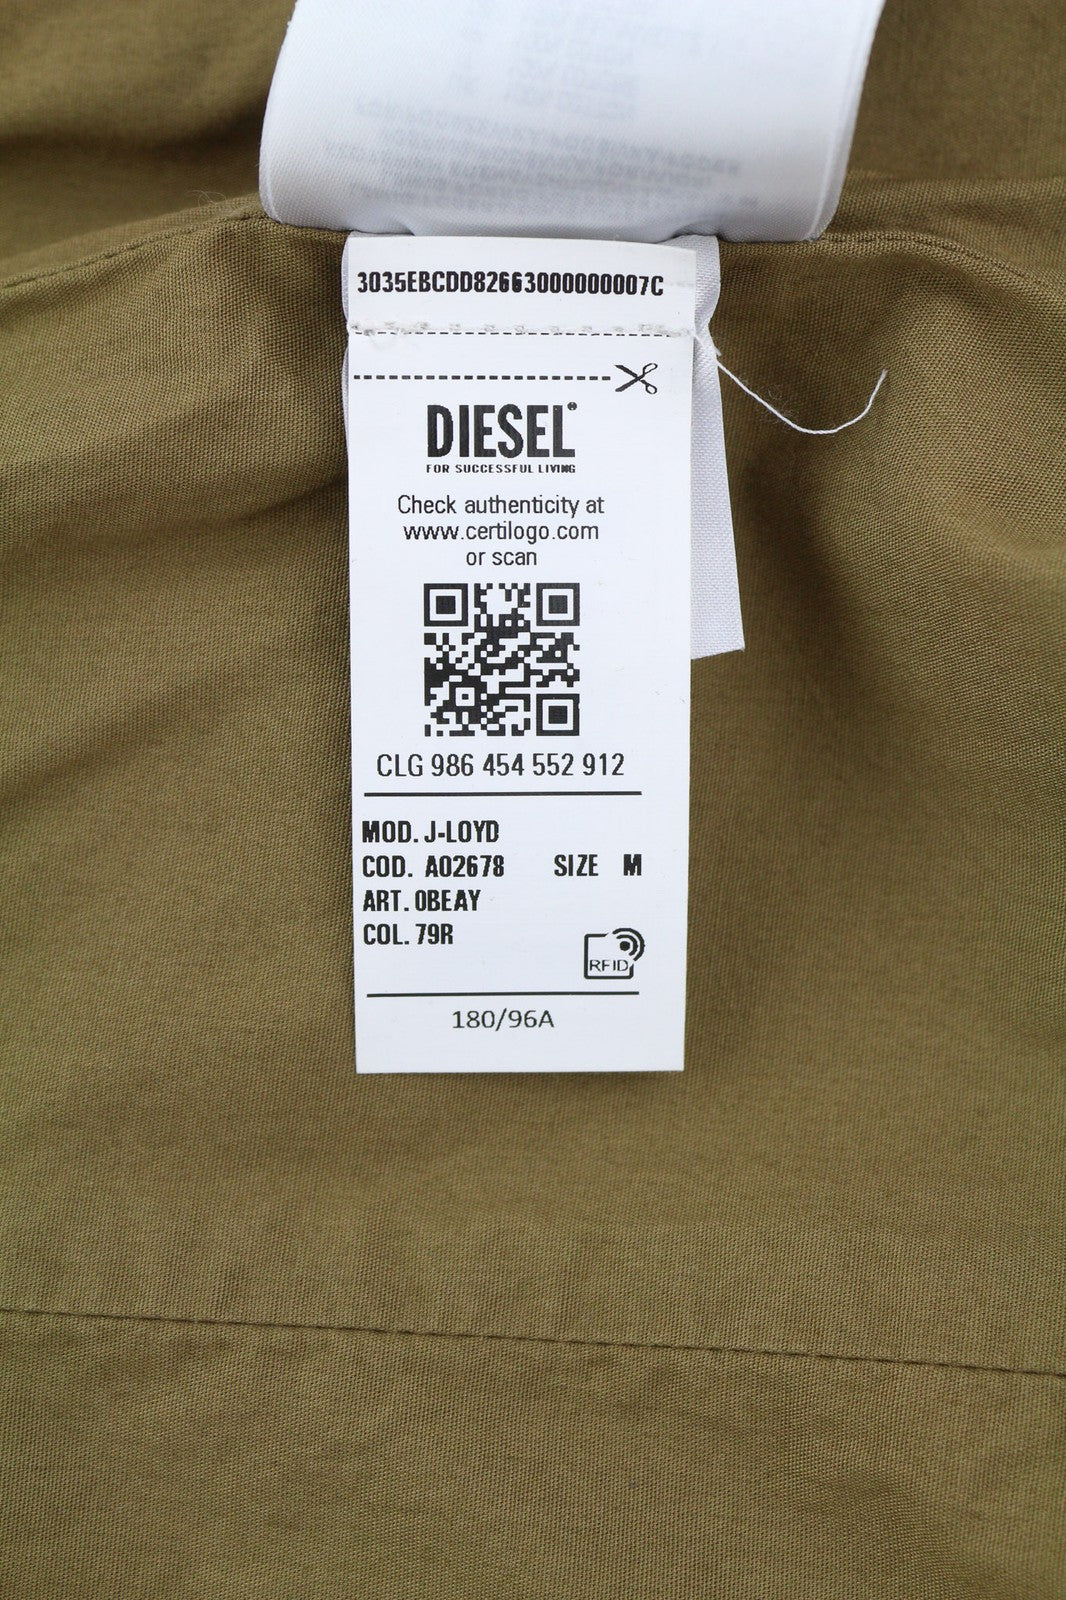 3035EBCDD82663000000007C
DIESEL®
FOR SUCCESSFUL LIVING
Check authenticity at
www.certilogo.com
or scan
CLG 986 454 552 912
MOD. J-LOYD
COD. A02678 SIZE M
ART. 0BEAY
COL. 79R
RFID
180/96A